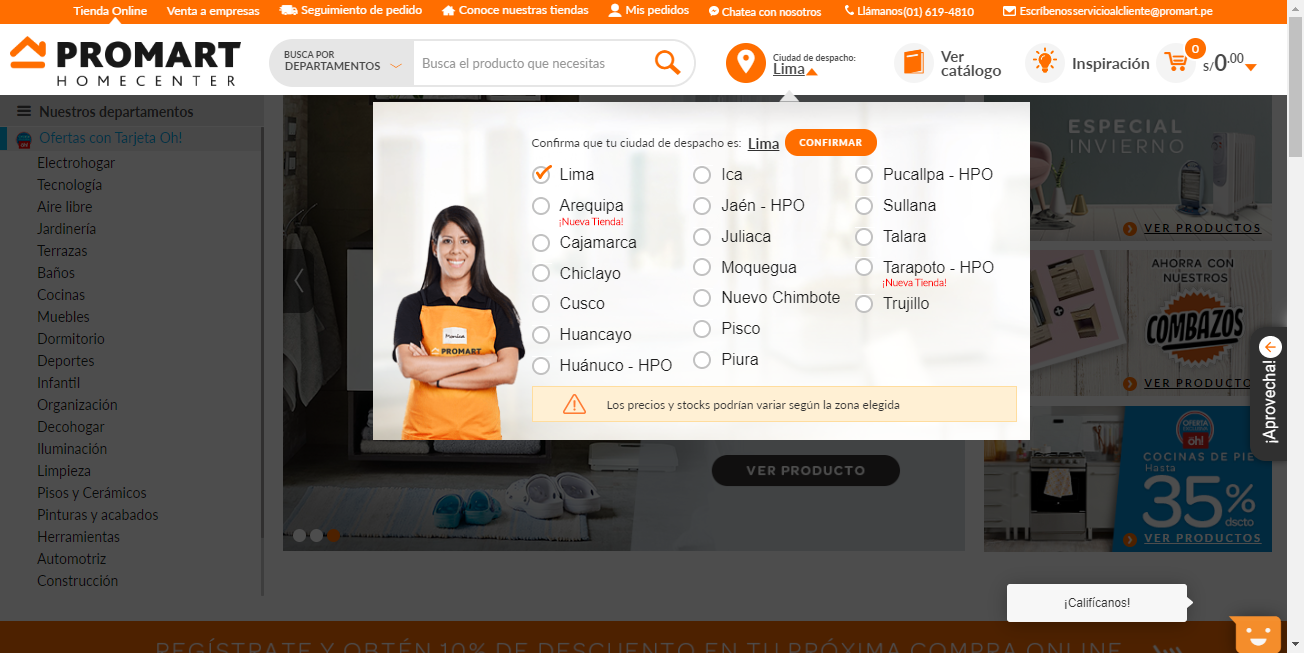 Tienda Online
Venta a empresas
Seguimiento de pedido
Conoce nuestras tiendas
Mis pedidos
Chatea con nosotros
Llámanos(01) 619-4810
Escríbenosservicioalcliente@promart.pe
PROMART
HOMECENTER
BUSCA POR
DEPARTAMENTOS
Busca el producto que necesitas
Ciudad de despacho:
Lima
Ver
catálogo
Inspiración
0
S/0.00
Nuestros departamentos
Ofertas con Tarjeta Oh!
Electrohogar
Tecnología
Aire libre
Jardinería
Terrazas
Baños
Cocinas
Muebles
Dormitorio
Deportes
Infantil
Organización
Decohogar
Iluminación
Limpieza
Pisos y Cerámicos
Pinturas y acabados
Herramientas
Automotriz
Construcción
Confirma que tu ciudad de despacho es: Lima
CONFIRMAR
Lima
Arequipa
¡Nueva Tienda!
Cajamarca
Chiclayo
Cusco
Huancayo
Huánuco - HPO
Ica
Jaén - HPO
Juliaca
Moquegua
Nuevo Chimbote
Pisco
Piura
Pucallpa - HPO
Sullana
Talara
Tarapoto - HPO
¡Nueva Tienda!
Trujillo
PROMART
Los precios y stocks podrían variar según la zona elegida
VER PRODUCTO
ESPECIAL
INVIERNO
VER PRODUCTOS
AHORRA CON
NUESTROS
COMBAZOS
VER PRODUCTO
¡Aprovecha!
OFERTA
oh!
COCINAS DE PIE
Hasta
35%
dscto
VER PRODUCTOS
¡Califícanos!
REGÍSTRATE Y OBTÉN 10% DE DESCUENTO EN TU PRÓXIMA COMPRA ONLINE